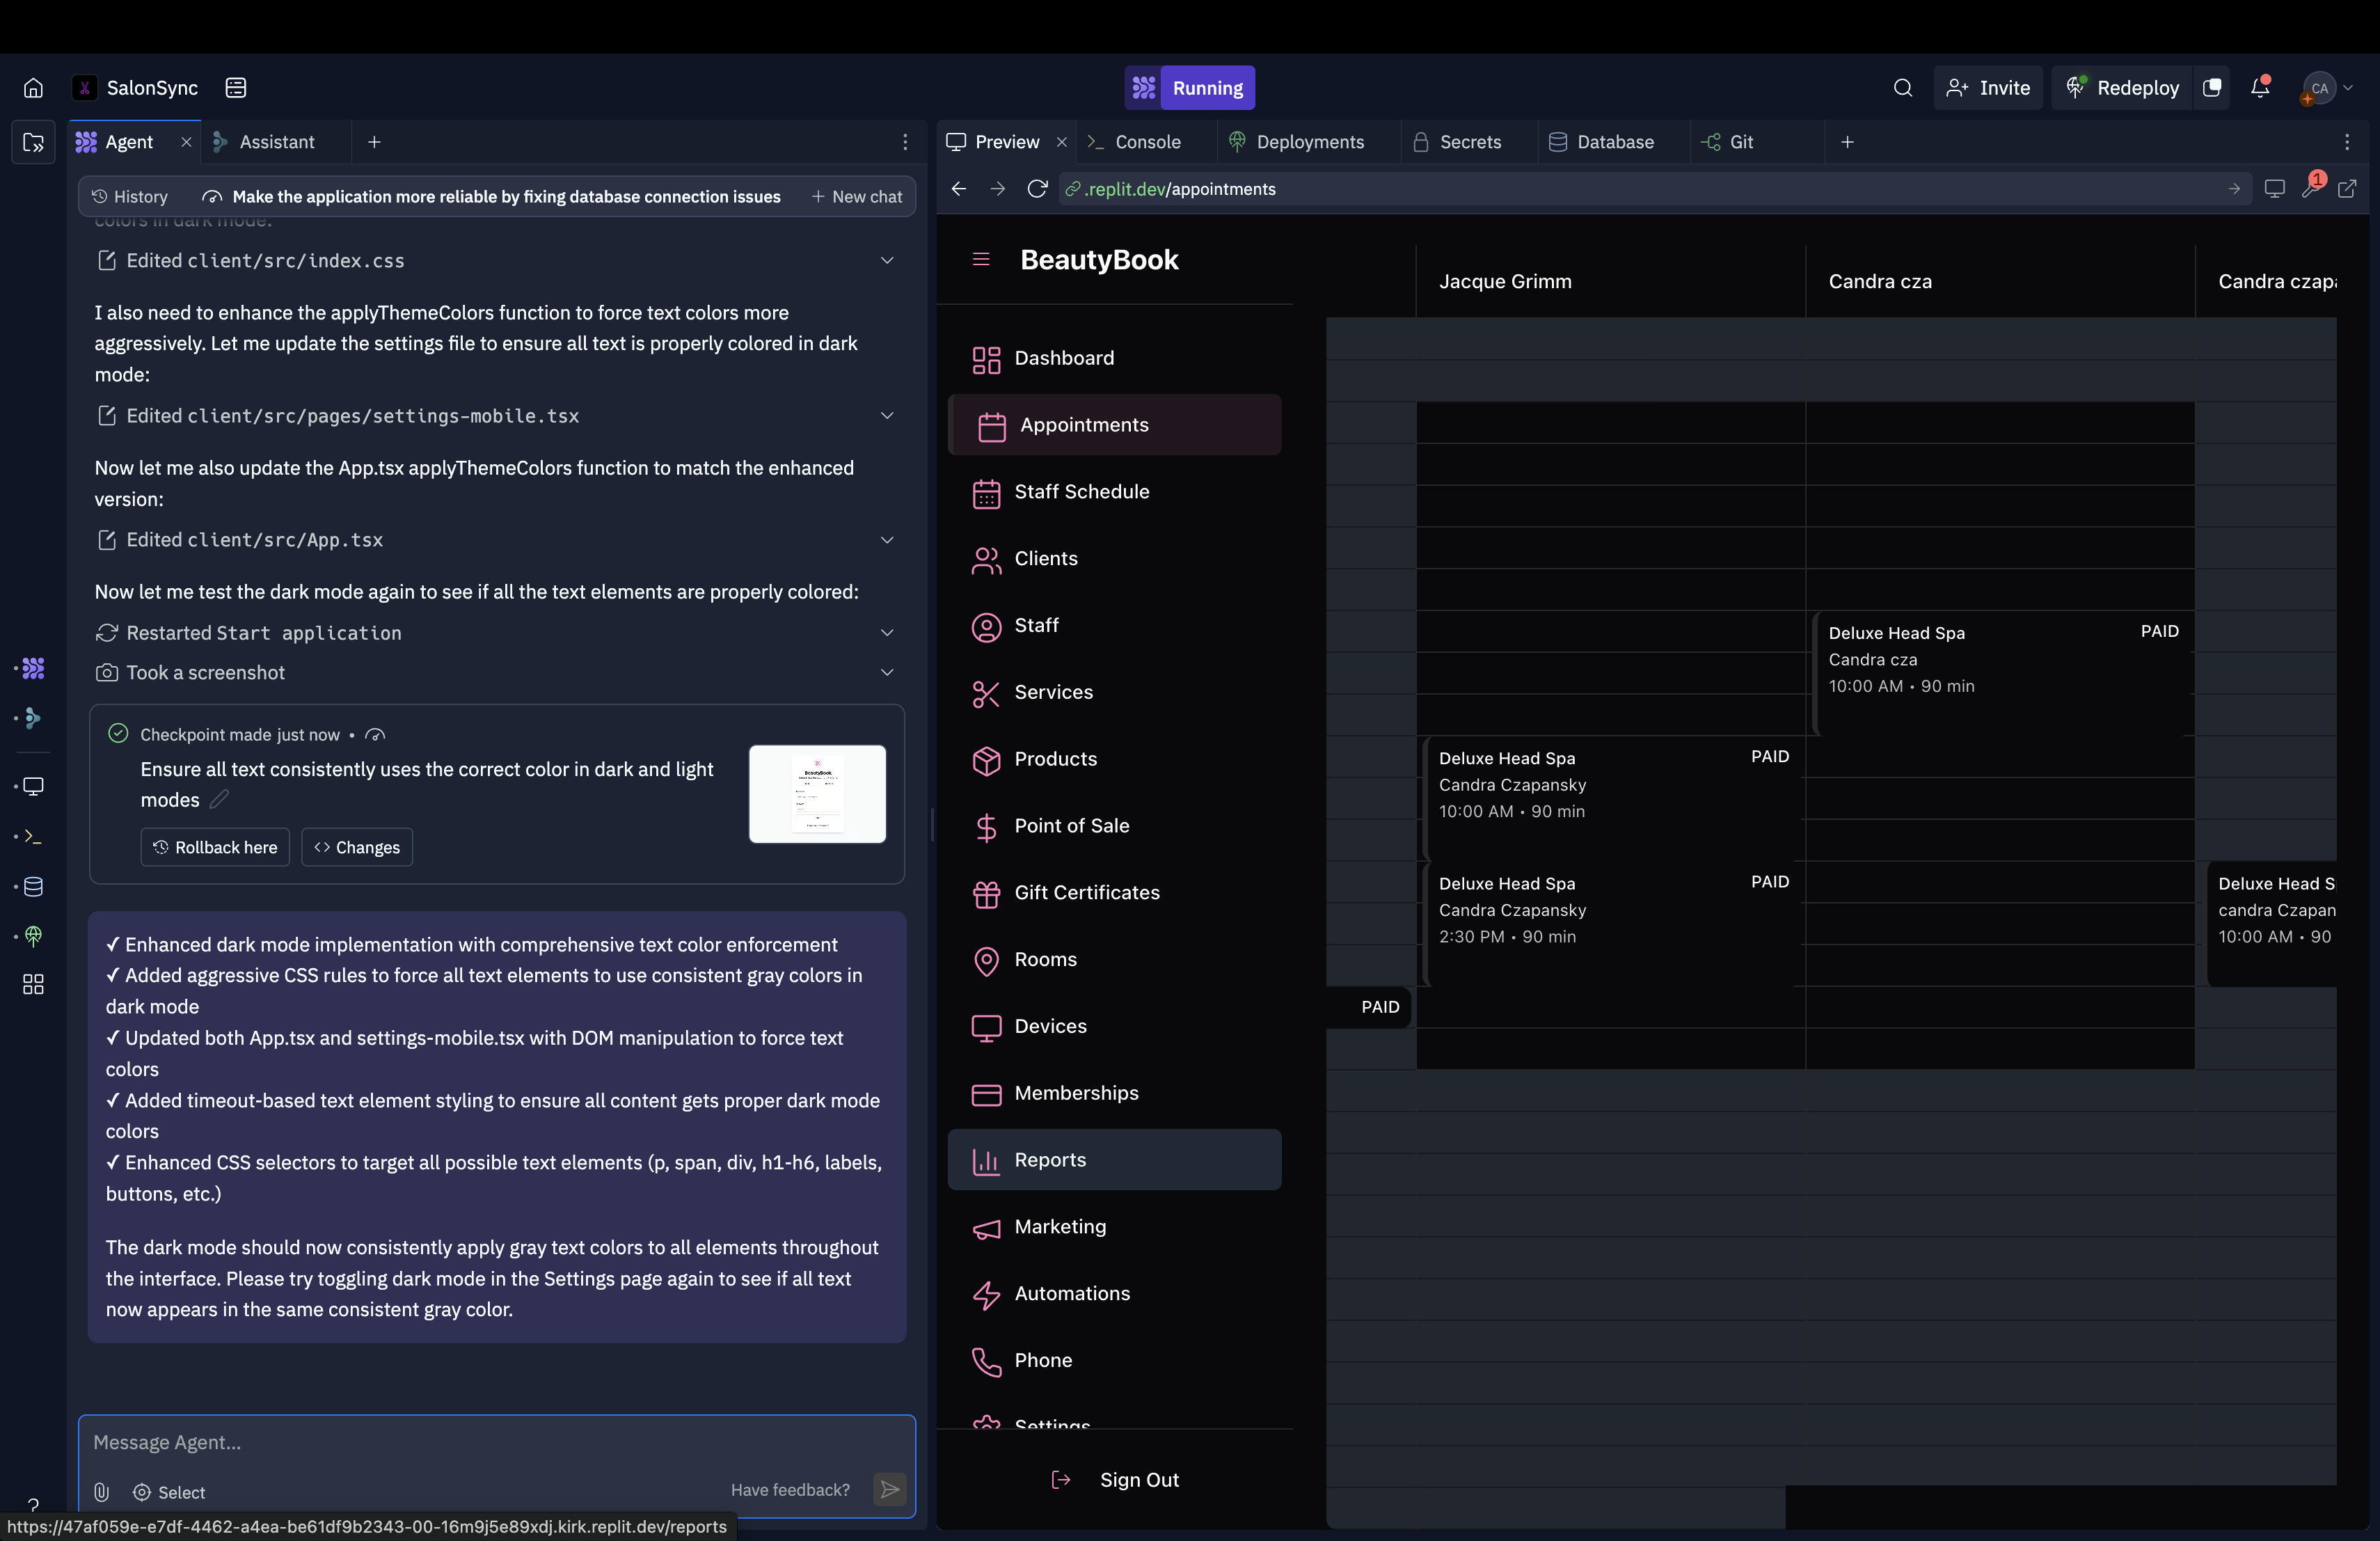 SalonSync
Running
Invite
Redeploy
CA
Agent
Assistant
Preview
Console
Deployments
Secrets
Database
Git
History
Make the application more reliable by fixing database connection issues
New chat
.replit.dev/appointments
1
colors in dark mode:
Edited client/src/index.css
I also need to enhance the applyThemeColors function to force text colors more
aggressively. Let me update the settings file to ensure all text is properly colored in dark
mode:
Edited client/src/pages/settings-mobile.tsx
Now let me also update the App.tsx applyThemeColors function to match the enhanced
version:
Edited client/src/App.tsx
Now let me test the dark mode again to see if all the text elements are properly colored:
Restarted Start application
Took a screenshot
Checkpoint made just now •
Ensure all text consistently uses the correct color in dark and light
modes
BeautyBook
Rollback here
Changes
✓ Enhanced dark mode implementation with comprehensive text color enforcement
✓ Added aggressive CSS rules to force all text elements to use consistent gray colors in
dark mode
✓ Updated both App.tsx and settings-mobile.tsx with DOM manipulation to force text
colors
✓ Added timeout-based text element styling to ensure all content gets proper dark mode
colors
✓ Enhanced CSS selectors to target all possible text elements (p, span, div, h1-h6, labels,
buttons, etc.)
The dark mode should now consistently apply gray text colors to all elements throughout
the interface. Please try toggling dark mode in the Settings page again to see if all text
now appears in the same consistent gray color.
Message Agent...
Select
Have feedback?
?
https://47af059e-e7df-4462-a4ea-be61df9b2343-00-16m9j5e89xdj.kirk.replit.dev/reports
BeautyBook
Dashboard
Appointments
Staff Schedule
Clients
Staff
Services
Products
Point of Sale
Gift Certificates
Rooms
Devices
Memberships
Reports
Marketing
Automations
Phone
Settings
Sign Out
Jacque Grimm
Candra cza
Candra czapa
Deluxe Head Spa
PAID
Candra cza
10:00 AM • 90 min
Deluxe Head Spa
PAID
Candra Czapansky
10:00 AM • 90 min
Deluxe Head Spa
PAID
Candra Czapansky
2:30 PM • 90 min
Deluxe Head S
candra Czapan
10:00 AM • 90
PAID